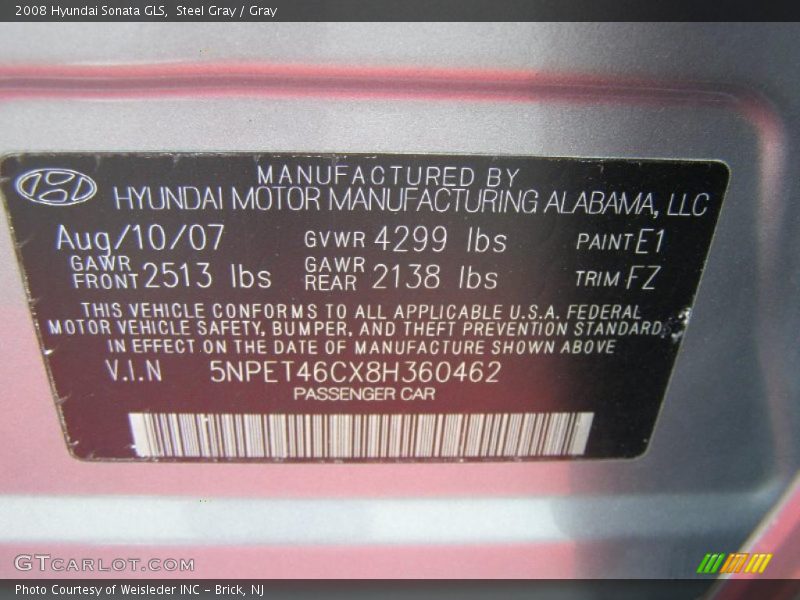 2008 Hyundai Sonata GLS, Steel Gray / Gray
MANUFACTURED BY
HYUNDAI MOTOR MANUFACTURING ALABAMA, LLC
Aug/10/07 GVWR 4299 lbs PAINT E1
GAWR FRONT 2513 lbs GAWR REAR 2138 lbs TRIM FZ
THIS VEHICLE CONFORMS TO ALL APPLICABLE U.S.A. FEDERAL
MOTOR VEHICLE SAFETY, BUMPER, AND THEFT PREVENTION STANDARDS
IN EFFECT ON THE DATE OF MANUFACTURE SHOWN ABOVE
V.I.N 5NPET46CX8H360462
PASSENGER CAR
GTCARLOT.COM
Photo Courtesy of Weisleder INC - Brick, NJ